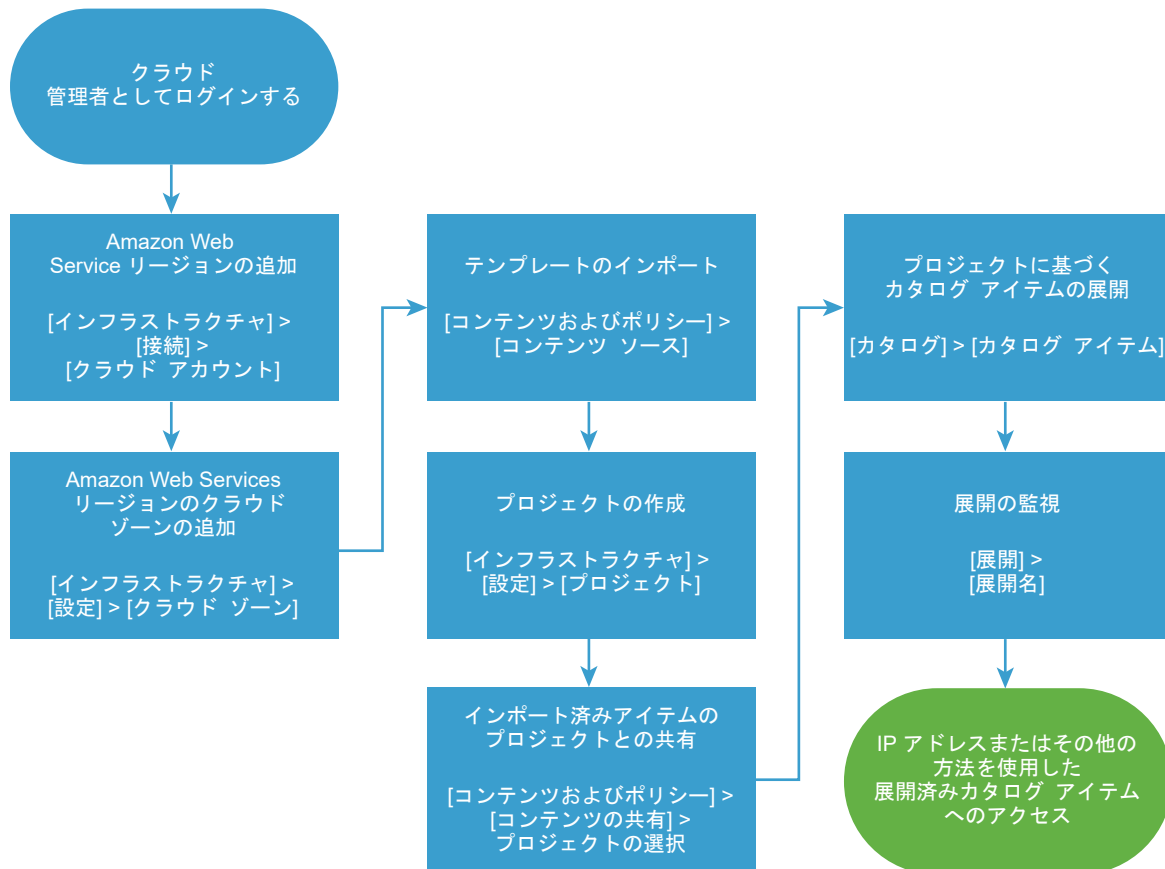 クラウド
管理者としてログインする
Amazon Web
Service リージョンの追加
[インフラストラクチャ] >
[接続] >
[クラウド アカウント]
Amazon Web Services
リージョンのクラウド
ゾーンの追加
[インフラストラクチャ] >
[設定] > [クラウド ゾーン]
テンプレートのインポート
[コンテンツおよびポリシー] >
[コンテンツ ソース]
プロジェクトの作成
[インフラストラクチャ] >
[設定] > [プロジェクト]
インポート済みアイテムの
プロジェクトとの共有
[コンテンツおよびポリシー] >
[コンテンツの共有] >
プロジェクトの選択
プロジェクトに基づく
カタログ アイテムの展開
[カタログ] > [カタログ アイテム]
展開の監視
[展開] >
[展開名]
IP アドレスまたはその他の
方法を使用した
展開済みカタログ アイテム
へのアクセス